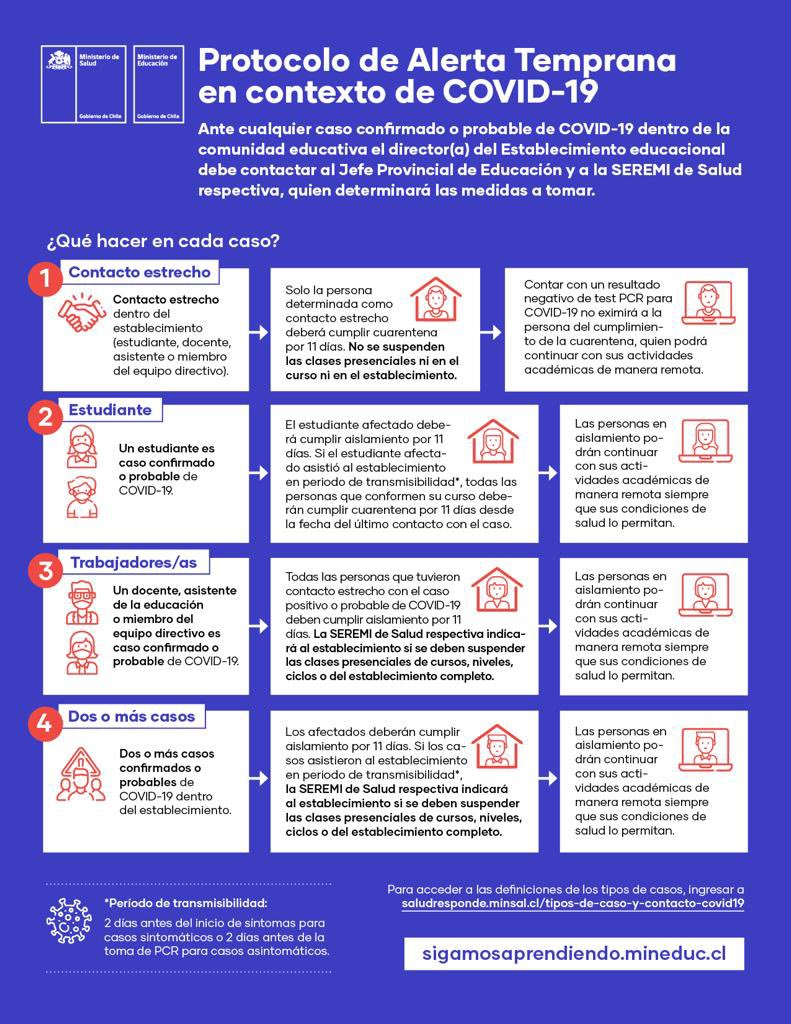 Ministerio de
Salud
Gobierno de Chile
Ministerio de
Educación
Gobierno de Chile
Protocolo de Alerta Temprana
en contexto de COVID-19
Ante cualquier caso confirmado o probable de COVID-19 dentro de la
comunidad educativa el director(a) del Establecimiento educacional
debe contactar al Jefe Provincial de Educación y a la SEREMI de Salud
respectiva, quien determinará las medidas a tomar.
¿Qué hacer en cada caso?
1
Contacto estrecho
Contacto estrecho
dentro del
establecimiento
(estudiante, docente,
asistente o miembro
del equipo directivo).
Solo la persona
determinada como
contacto estrecho
deberá cumplir cuarentena
por 11 días. No se suspenden
las clases presenciales ni en el
curso ni en el establecimiento.
Contar con un resultado
negativo de test PCR para
COVID-19 no eximirá a la
persona del cumplimien-
to de la cuarentena, quien podrá
continuar con sus actividades
académicas de manera remota.
2
Estudiante
Un estudiante es
caso confirmado
o probable de
COVID-19.
El estudiante afectado debe-
rá cumplir aislamiento por 11
días. Si el estudiante afecta-
do asistió al establecimiento
en periodo de transmisibilidad*, todas las
personas que conformen su curso debe-
rán cumplir cuarentena por 11 días desde
la fecha del último contacto con el caso.
Las personas en
aislamiento po-
drán continuar
con sus acti-
vidades académicas de
manera remota siempre
que sus condiciones de
salud lo permitan.
3
Trabajadores/as
Un docente, asistente
de la educación
o miembro del
equipo directivo es
caso confirmado o
probable de COVID-19.
Todas las personas que tuvieron
contacto estrecho con el caso
positivo o probable de COVID-19
deben cumplir aislamiento por 11
días. La SEREMI de Salud respectiva indica-
rá al establecimiento si se deben suspender
las clases presenciales de cursos, niveles,
ciclos o del establecimiento completo.
Las personas en
aislamiento po-
drán continuar
con sus acti-
vidades académicas de
manera remota siempre
que sus condiciones de
salud lo permitan.
4
Dos o más casos
Dos o más casos
confirmados o
probables de
COVID-19 dentro
del establecimiento.
Los afectados deberán cumplir
aislamiento por 11 días. Si los ca-
sos asistieron al establecimiento
en periodo de transmisibilidad*,
la SEREMI de Salud respectiva indicará
al establecimiento si se deben suspender
las clases presenciales de cursos, niveles,
ciclos o del establecimiento completo.
Las personas en
aislamiento po-
drán continuar
con sus acti-
vidades académicas de
manera remota siempre
que sus condiciones de
salud lo permitan.
*Período de transmisibilidad:
2 días antes del inicio de síntomas para
casos sintomáticos o 2 días antes de la
toma de PCR para casos asintomáticos.
Para acceder a las definiciones de los tipos de casos, ingresar a
saludresponde.minsal.cl/tipos-de-caso-y-contacto-covid19
sigamosaprendiendo.mineduc.cl